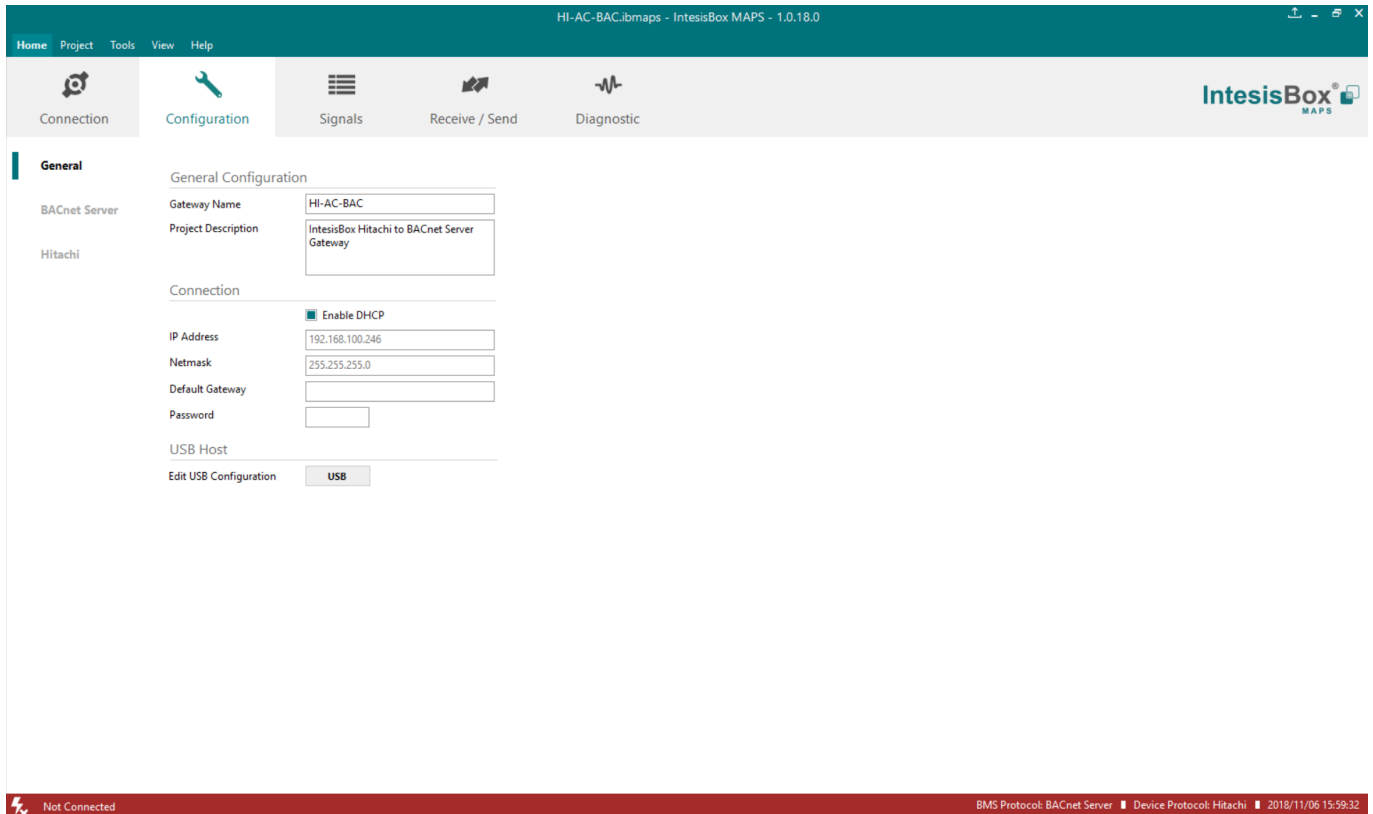 HI-AC-BAC.ibmaps - IntesisBox MAPS - 1.0.18.0
Home Project Tools View Help
Connection Configuration Signals Receive / Send Diagnostic
IntesisBox®
MAPS
General
BACnet Server
Hitachi
General Configuration
Gateway Name HI-AC-BAC
Project Description IntesisBox Hitachi to BACnet Server
Gateway
Connection
Enable DHCP
IP Address 192.168.100.246
Netmask 255.255.255.0
Default Gateway
Password
USB Host
Edit USB Configuration USB
Not Connected BMS Protocol: BACnet Server Device Protocol: Hitachi 2018/11/06 15:59:32